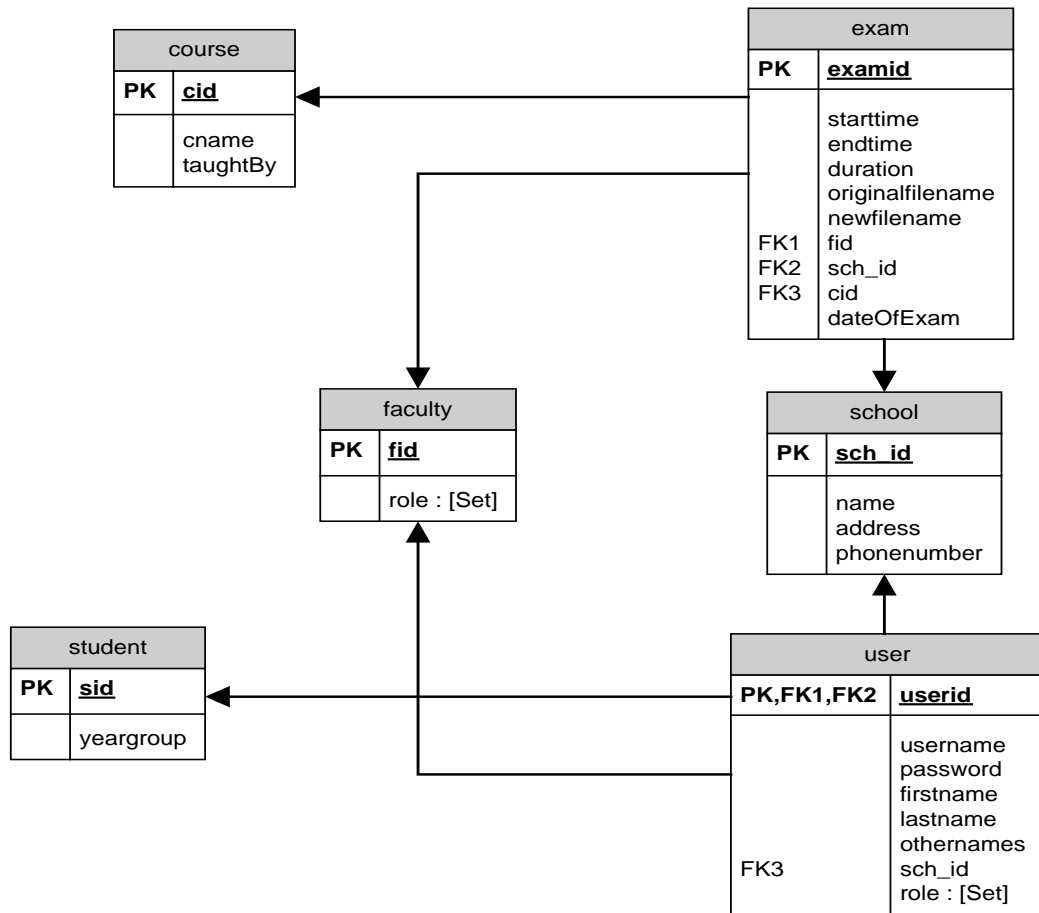 course
PK cid
cname
taughtBy
exam
PK examid
starttime
endtime
duration
originalfilename
newfilename
FK1 fid
FK2 sch_id
FK3 cid
dateOfExam
faculty
PK fid
role : [Set]
school
PK sch_id
name
address
phonenumber
student
PK sid
yeargroup
user
PK,FK1,FK2 userid
username
password
firstname
lastname
othernames
FK3 sch_id
role : [Set]